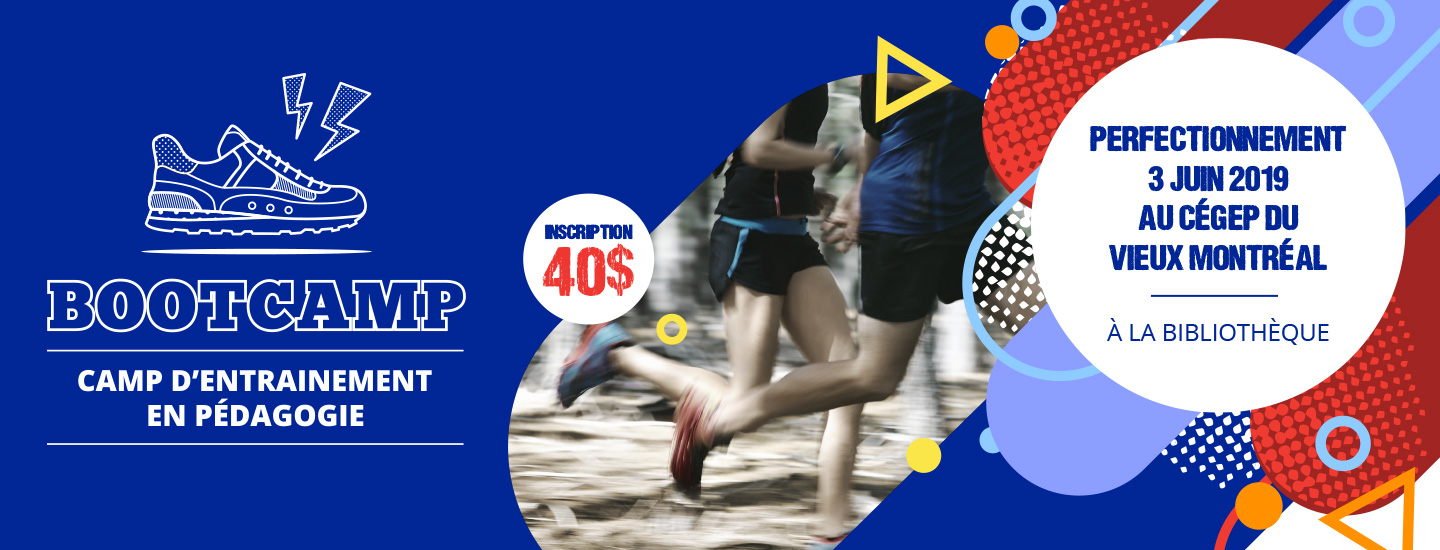 BOOTCAMP
CAMP D’ENTRAINEMENT
EN PÉDAGOGIE
INSCRIPTION
40$
PERFECTIONNEMENT
3 JUIN 2019
AU CÉGEP DU
VIEUX MONTRÉAL
À LA BIBLIOTHÈQUE